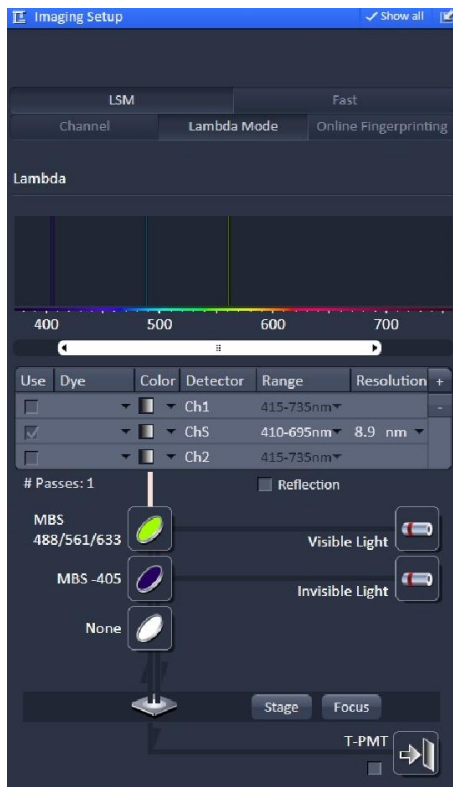 Imaging Setup Show all
LSM Fast
Channel Lambda Mode Online Fingerprinting
Lambda
400 500 600 700
Use Dye Color Detector Range Resolution +
Ch1 415-735nm -
ChS 410-695nm 8.9 nm
Ch2 415-735nm
# Passes: 1 Reflection
MBS
488/561/633 Visible Light
MBS -405 Invisible Light
None
Stage Focus
T-PMT